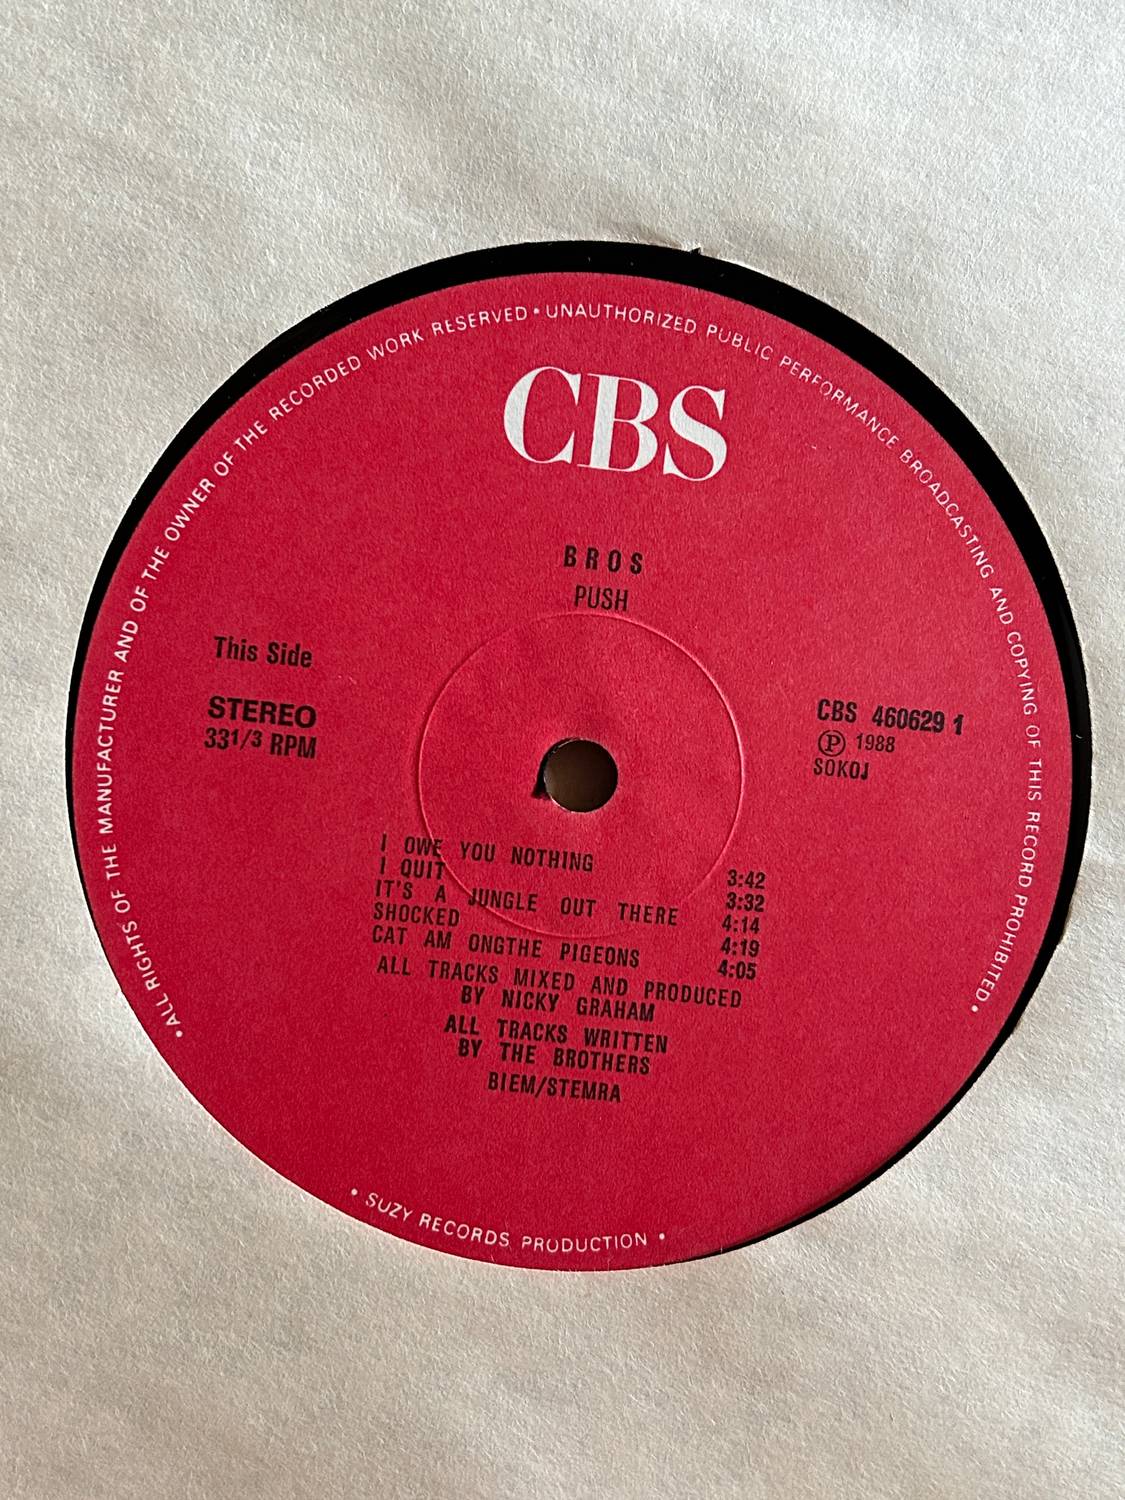 •ALL RIGHTS OF THE MANUFACTURER AND OF THE OWNER OF THE RECORDED WORK RESERVED•UNAUTHORIZED PUBLIC PERFORMANCE BROADCASTING AND COPYING OF THIS RECORD PROHIBITED•
CBS
BROS
PUSH
This Side
STEREO
33 1/3 RPM
CBS 460629 1
Ⓟ 1988
SOKOJ
I OWE YOU NOTHING 3:42
I QUIT 3:32
IT'S A JUNGLE OUT THERE 4:14
SHOCKED 4:19
CAT AM ONGTHE PIGEONS 4:05
ALL TRACKS MIXED AND PRODUCED
BY NICKY GRAHAM
ALL TRACKS WRITTEN
BY THE BROTHERS
BIEM/STEMRA
• SUZY RECORDS PRODUCTION •